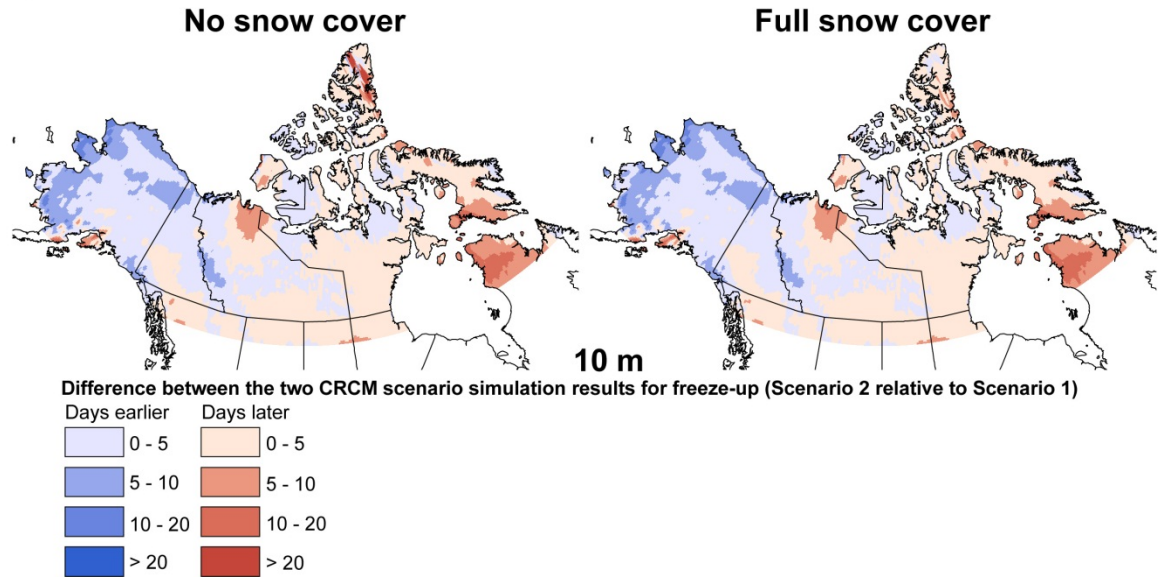 No snow cover
Full snow cover
10 m
Difference between the two CRCM scenario simulation results for freeze-up (Scenario 2 relative to Scenario 1)
Days earlier
Days later
0 - 5
0 - 5
5 - 10
5 - 10
10 - 20
10 - 20
> 20
> 20